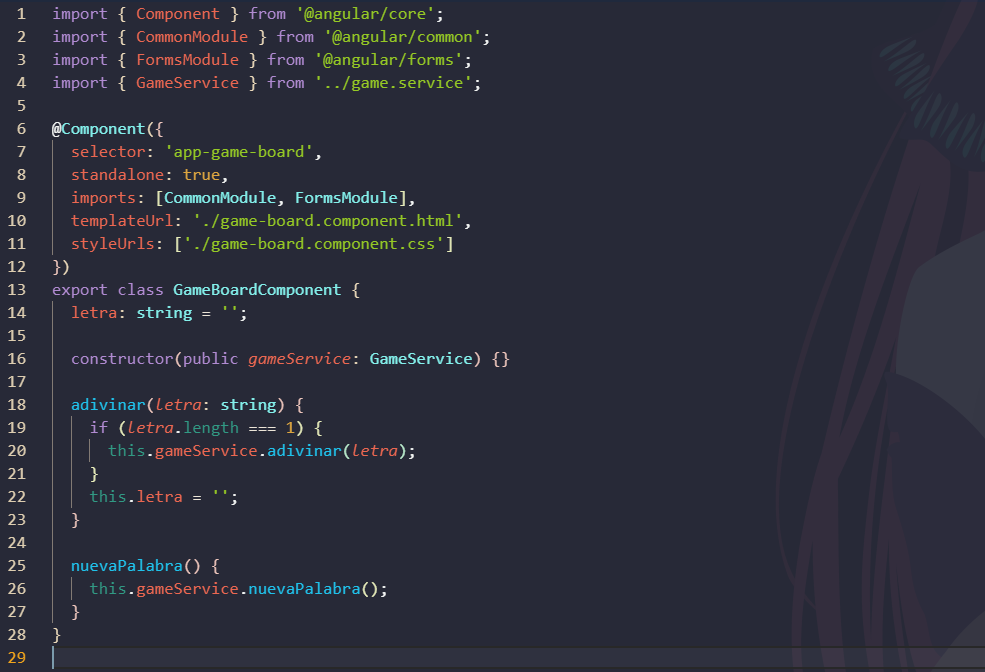 1 import { Component } from '@angular/core';
2 import { CommonModule } from '@angular/common';
3 import { FormsModule } from '@angular/forms';
4 import { GameService } from '../game.service';
5
6 @Component({
7   selector: 'app-game-board',
8   standalone: true,
9   imports: [CommonModule, FormsModule],
10   templateUrl: './game-board.component.html',
11   styleUrls: ['./game-board.component.css']
12 })
13 export class GameBoardComponent {
14   letra: string = '';
15
16   constructor(public gameService: GameService) {}
17
18   adivinar(letra: string) {
19     if (letra.length === 1) {
20       this.gameService.adivinar(letra);
21     }
22     this.letra = '';
23   }
24
25   nuevaPalabra() {
26     this.gameService.nuevaPalabra();
27   }
28 }
29